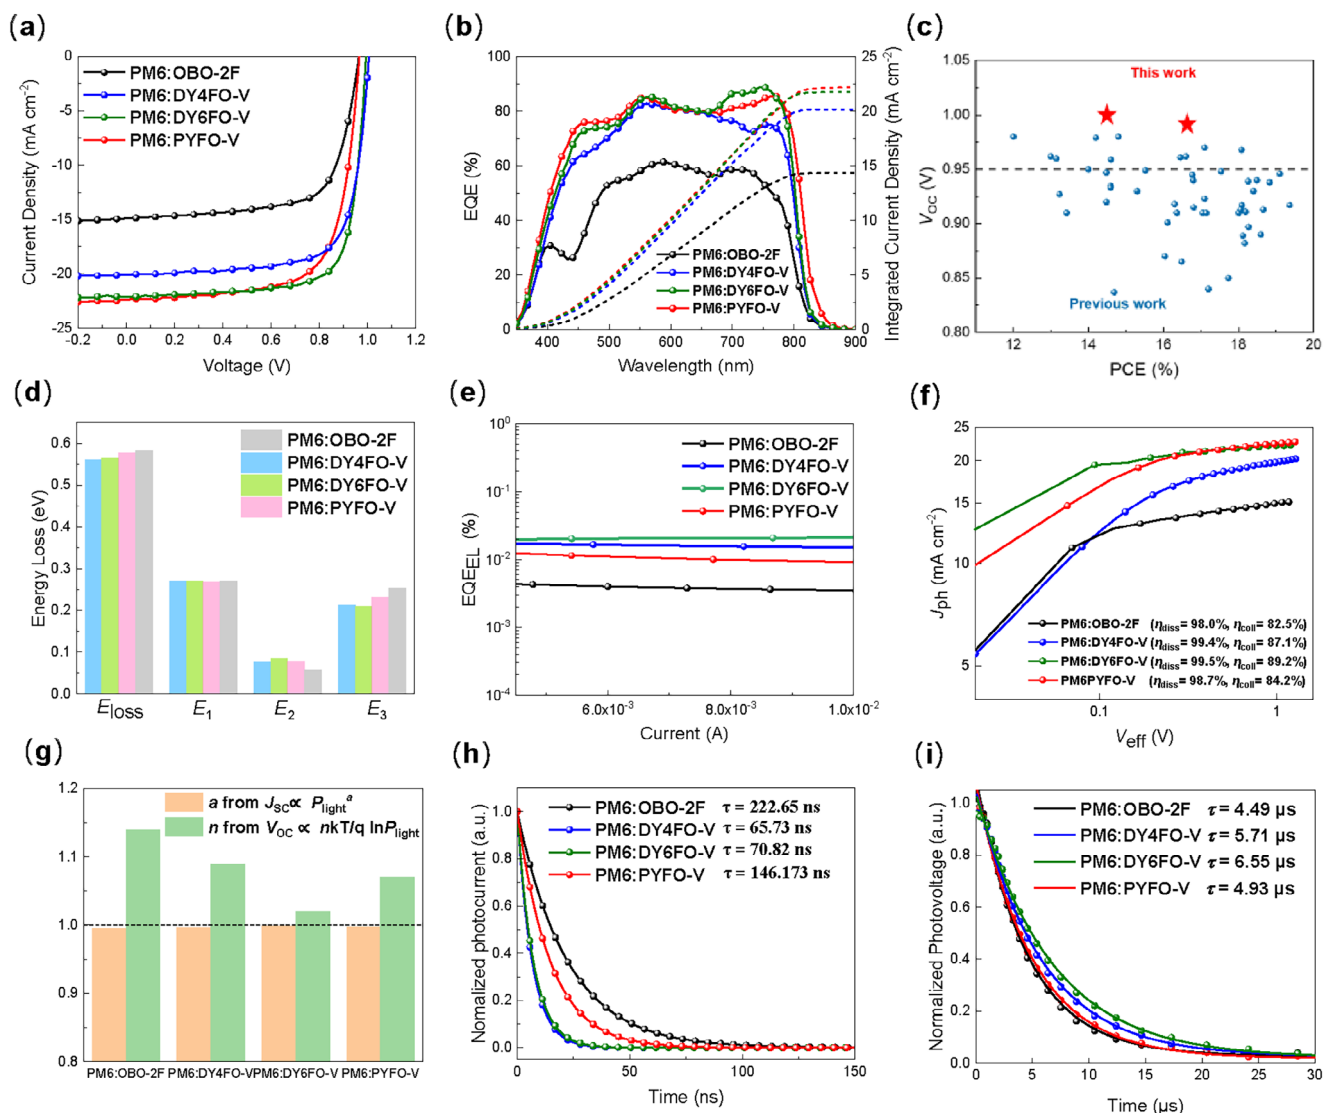 (a)
PM6:OBO-2F
PM6:DY4FO-V
PM6:DY6FO-V
PM6:PYFO-V
Current Density (mA cm⁻²)
0
-5
-10
-15
-20
-25
-0.2 0.0 0.2 0.4 0.6 0.8 1.0 1.2
Voltage (V)
(b)
EQE (%)
100
80
60
40
20
0
400 500 600 700 800 900
Wavelength (nm)
25
20
15
10
5
0
Integrated Current Density (mA cm⁻²)
PM6:OBO-2F
PM6:DY4FO-V
PM6:DY6FO-V
PM6:PYFO-V
(c)
This work
Previous work
VOC (V)
1.05
1.00
0.95
0.90
0.85
0.80
12 14 16 18 20
PCE (%)
(d)
PM6:OBO-2F
PM6:DY4FO-V
PM6:DY6FO-V
PM6:PYFO-V
Energy Loss (eV)
0.6
0.5
0.4
0.3
0.2
0.1
0.0
Eloss E1 E2 E3
(e)
PM6:OBO-2F
PM6:DY4FO-V
PM6:DY6FO-V
PM6:PYFO-V
EQEEL (%)
10⁰
10⁻¹
10⁻²
10⁻³
10⁻⁴
6.0×10⁻³ 8.0×10⁻³ 1.0×10⁻²
Current (A)
(f)
Jph (mA cm⁻²)
25
20
15
10
5
PM6:OBO-2F (ηdiss= 98.0%, ηcoll= 82.5%)
PM6:DY4FO-V (ηdiss= 99.4%, ηcoll= 87.1%)
PM6:DY6FO-V (ηdiss= 99.5%, ηcoll= 89.2%)
PM6PYFO-V (ηdiss= 98.7%, ηcoll= 84.2%)
0.1 1
Veff (V)
(g)
a from JSC∝ Plightᵃ
n from VOC ∝ nkT/q lnPlight
1.2
1.1
1.0
0.9
0.8
PM6:OBO-2F PM6:DY4FO-V PM6:DY6FO-V PM6:PYFO-V
(h)
PM6:OBO-2F τ = 222.65 ns
PM6:DY4FO-V τ = 65.73 ns
PM6:DY6FO-V τ = 70.82 ns
PM6:PYFO-V τ = 146.173 ns
Normalized photocurrent (a.u.)
1.0
0.8
0.6
0.4
0.2
0.0
0 50 100 150
Time (ns)
(i)
PM6:OBO-2F τ = 4.49 μs
PM6:DY4FO-V τ = 5.71 μs
PM6:DY6FO-V τ = 6.55 μs
PM6:PYFO-V τ = 4.93 μs
Normalized Photovoltage (a.u.)
1.0
0.8
0.6
0.4
0.2
0.0
0 5 10 15 20 25 30
Time (μs)